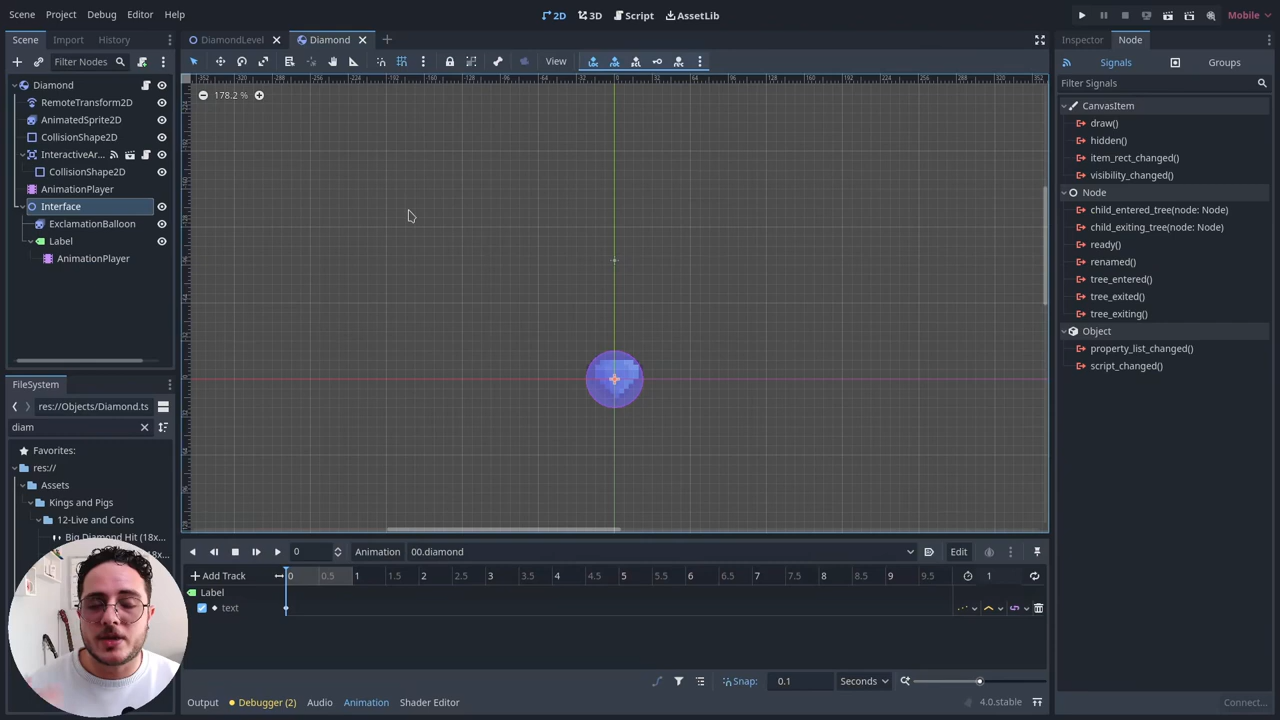 Scene Project Debug Editor Help
2D 3D Script AssetLib
Mobile
Scene Import History
DiamondLevel Diamond
Inspector Node
Filter Nodes
View
Signals Groups
Filter Signals
178.2 %
Diamond
RemoteTransform2D
AnimatedSprite2D
CollisionShape2D
InteractiveAr...
CollisionShape2D
AnimationPlayer
Interface
ExclamationBalloon
Label
AnimationPlayer
CanvasItem
draw()
hidden()
item_rect_changed()
visibility_changed()
Node
child_entered_tree(node: Node)
child_exiting_tree(node: Node)
ready()
renamed()
tree_entered()
tree_exited()
tree_exiting()
Object
property_list_changed()
script_changed()
FileSystem
res://Objects/Diamond.ts
diam
Favorites:
res://
Assets
Kings and Pigs
12-Live and Coins
Big Diamond Hit (18x...
0 Animation 00.diamond Edit
Add Track 0 0.5 1 1.5 2 2.5 3 3.5 4 4.5 5 5.5 6 6.5 7 7.5 8 8.5 9 9.5 1
Label
text
Snap: 0.1 Seconds
Output Debugger (2) Audio Animation Shader Editor 4.0.stable
Connect...